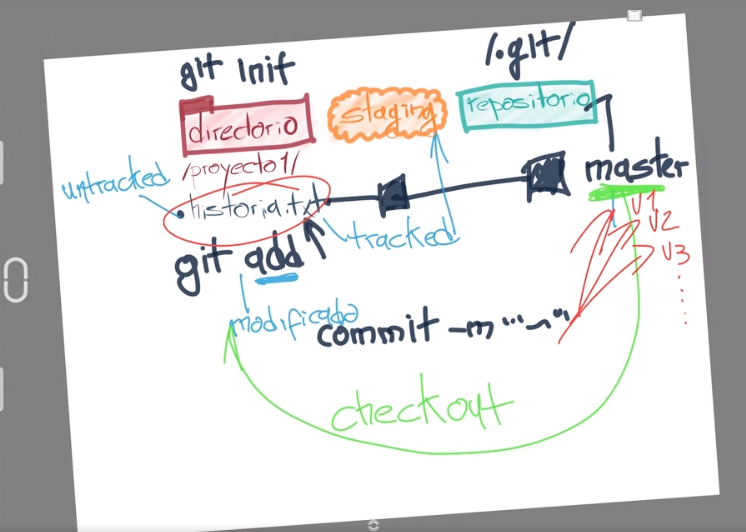 git init
/.git/
directorio
staging
repositorio
/proyecto1/
master
untracked
historia.txt
V1
tracked
V2
git add
V3
modificado
commit -m "~"
checkout